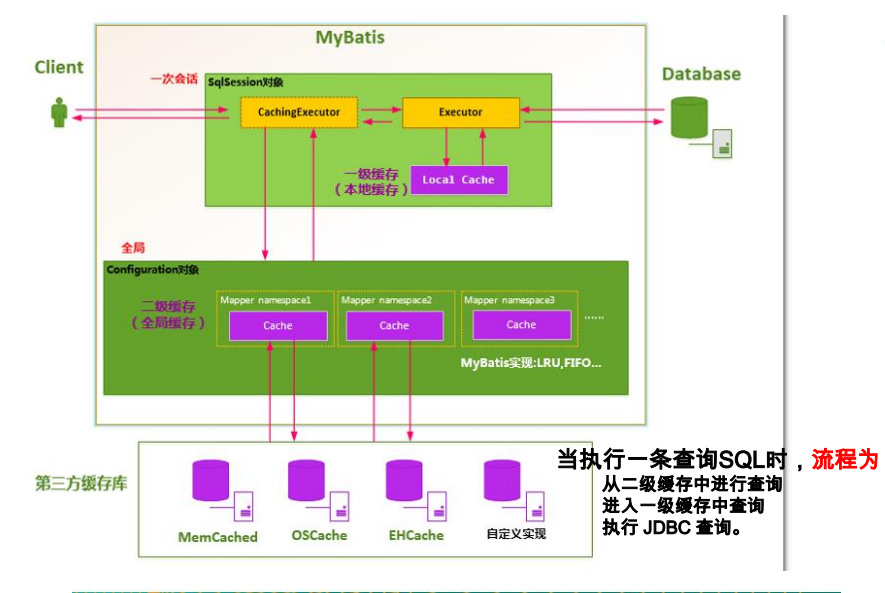 MyBatis
Client
一次会话
SqlSession对象
Database
CachingExecutor
Executor
一级缓存
（本地缓存）
Local Cache
全局
Configuration对象
二级缓存
（全局缓存）
Mapper namespace1
Mapper namespace2
Mapper namespace3
Cache
Cache
Cache
......
MyBatis实现:LRU,FIFO...
当执行一条查询SQL时，流程为
从二级缓存中进行查询
进入一级缓存中查询
执行 JDBC 查询。
第三方缓存库
MemCached
OSCache
EHCache
自定义实现